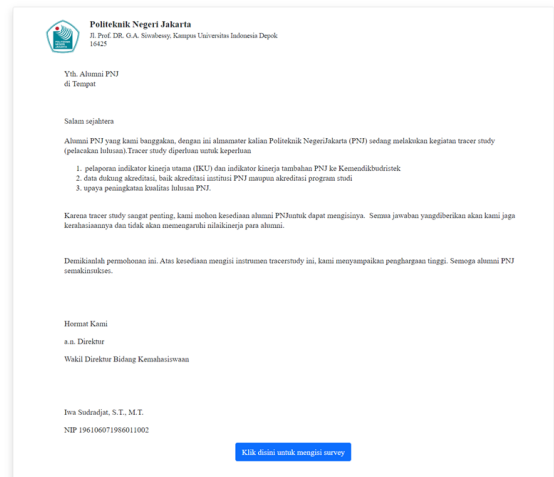 Politeknik Negeri Jakarta
Jl. Prof. DR. G.A. Siwabessy, Kampus Universitas Indonesia Depok
16425
Yth. Alumni PNJ
di Tempat
Salam sejahtera
Alumni PNJ yang kami banggakan, dengan ini almamater kalian Politeknik NegeriJakarta (PNJ) sedang melakukan kegiatan tracer study
(pelacakan lulusan).Tracer study diperluan untuk keperluan
1. pelaporan indikator kinerja utama (IKU) dan indikator kinerja tambahan PNJ ke Kemendikbudristek
2. data dukung akreditasi, baik akreditasi institusi PNJ maupun akreditasi program studi
3. upaya peningkatan kualitas lulusan PNJ.
Karena tracer study sangat penting, kami mohon kesediaan alumni PNJuntuk dapat mengisinya. Semua jawaban yangdiberikan akan kami jaga
kerahasiaannya dan tidak akan memengaruhi nilaikinerja para alumni.
Demikianlah permohonan ini. Atas kesediaan mengisi instrumen tracerstudy ini, kami menyampaikan penghargaan tinggi. Semoga alumni PNJ
semakinsukses.
Hormat Kami
a.n. Direktur
Wakil Direktur Bidang Kemahasiswaan
Iwa Sudradjat, S.T., M.T.
NIP 196106071986011002
Klik disini untuk mengisi survey